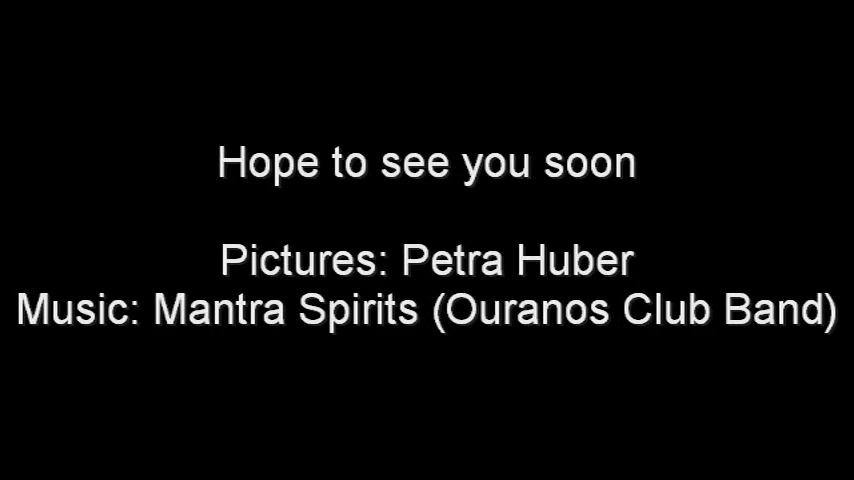 Hope to see you soon
Pictures: Petra Huber
Music: Mantra Spirits (Ouranos Club Band)